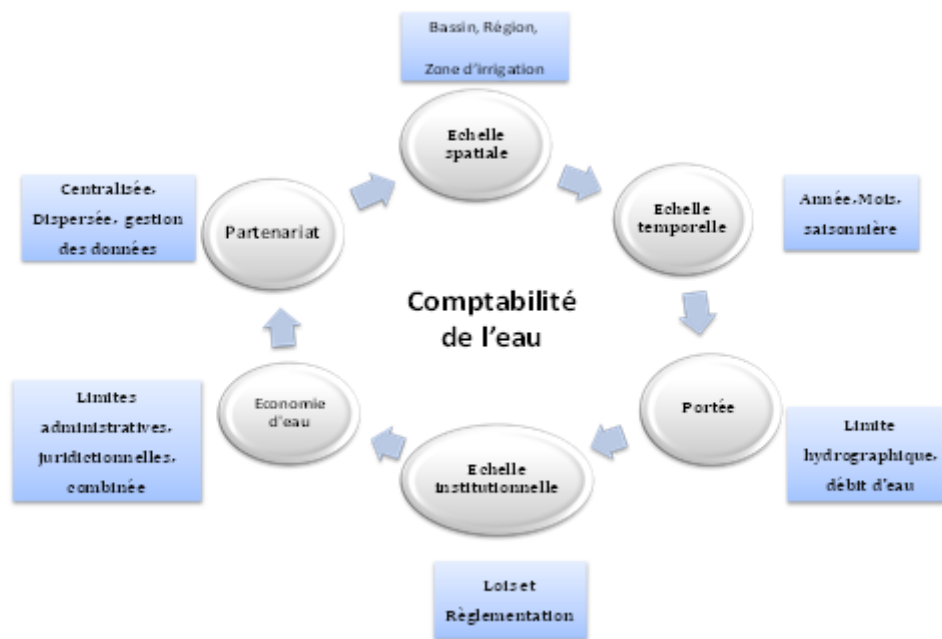 Bassin, Région,
Zone d'irrigation
Echelle
spatiale
Centralisée,
Dispersée, gestion
des données
Partenariat
Echelle
temporelle
Année, Mois,
saisonnière
Comptabilité
de l'eau
Limites
administratives,
juridictionnelles,
combinée
Economie
d'eau
Portée
Limite
hydrographique,
débit d'eau
Echelle
institutionnelle
Lois et
Règlementation